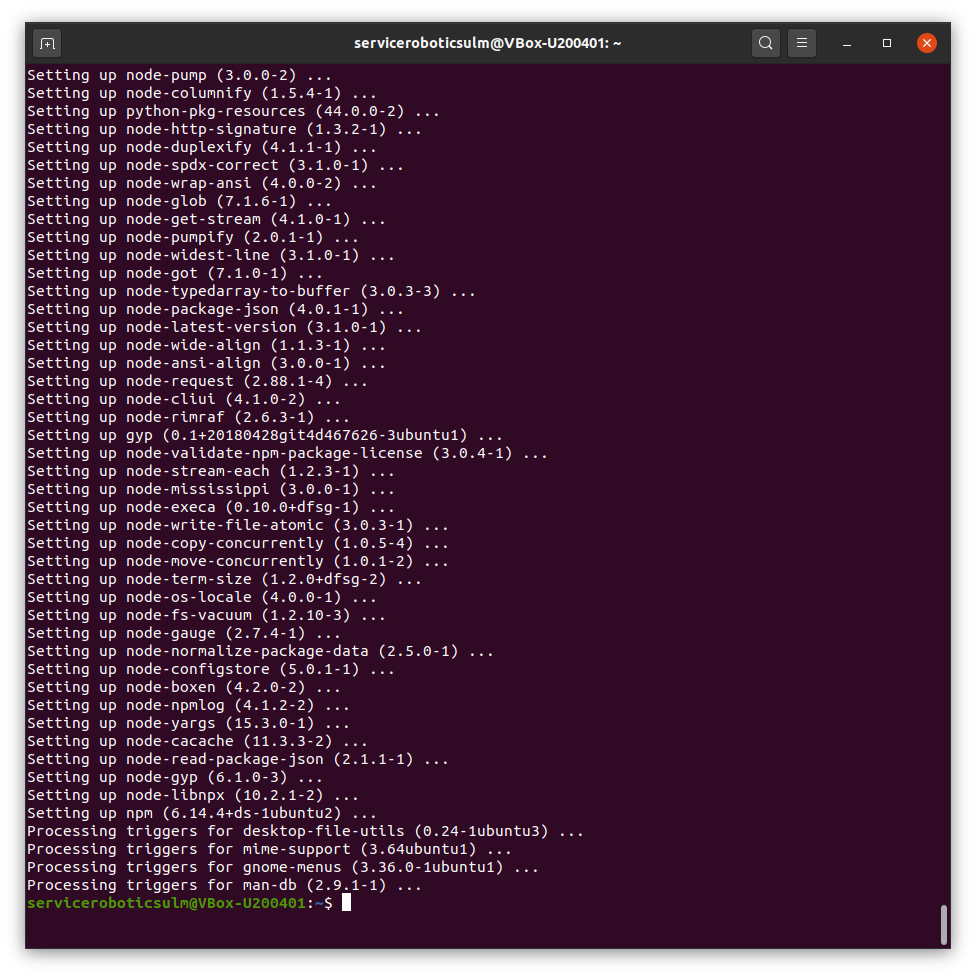 serviceroboticsulm@VBox-U200401: ~
Setting up node-pump (3.0.0-2) ...
Setting up node-columnify (1.5.4-1) ...
Setting up python-pkg-resources (44.0.0-2) ...
Setting up node-http-signature (1.3.2-1) ...
Setting up node-duplexify (4.1.1-1) ...
Setting up node-spdx-correct (3.1.0-1) ...
Setting up node-wrap-ansi (4.0.0-2) ...
Setting up node-glob (7.1.6-1) ...
Setting up node-get-stream (4.1.0-1) ...
Setting up node-pumpify (2.0.1-1) ...
Setting up node-widest-line (3.1.0-1) ...
Setting up node-got (7.1.0-1) ...
Setting up node-typedarray-to-buffer (3.0.3-3) ...
Setting up node-package-json (4.0.1-1) ...
Setting up node-latest-version (3.1.0-1) ...
Setting up node-wide-align (1.1.3-1) ...
Setting up node-ansi-align (3.0.0-1) ...
Setting up node-request (2.88.1-4) ...
Setting up node-cliui (4.1.0-2) ...
Setting up node-rimraf (2.6.3-1) ...
Setting up gyp (0.1+20180428git4d467626-3ubuntu1) ...
Setting up node-validate-npm-package-license (3.0.4-1) ...
Setting up node-stream-each (1.2.3-1) ...
Setting up node-mississippi (3.0.0-1) ...
Setting up node-execa (0.10.0+dfsg-1) ...
Setting up node-write-file-atomic (3.0.3-1) ...
Setting up node-copy-concurrently (1.0.5-4) ...
Setting up node-move-concurrently (1.0.1-2) ...
Setting up node-term-size (1.2.0+dfsg-2) ...
Setting up node-os-locale (4.0.0-1) ...
Setting up node-fs-vacuum (1.2.10-3) ...
Setting up node-gauge (2.7.4-1) ...
Setting up node-normalize-package-data (2.5.0-1) ...
Setting up node-configstore (5.0.1-1) ...
Setting up node-boxen (4.2.0-2) ...
Setting up node-npmlog (4.1.2-2) ...
Setting up node-yargs (15.3.0-1) ...
Setting up node-cacache (11.3.3-2) ...
Setting up node-read-package-json (2.1.1-1) ...
Setting up node-gyp (6.1.0-3) ...
Setting up node-libnpx (10.2.1-2) ...
Setting up npm (6.14.4+ds-1ubuntu2) ...
Processing triggers for desktop-file-utils (0.24-1ubuntu3) ...
Processing triggers for mime-support (3.64ubuntu1) ...
Processing triggers for gnome-menus (3.36.0-1ubuntu1) ...
Processing triggers for man-db (2.9.1-1) ...
serviceroboticsulm@VBox-U200401:~$